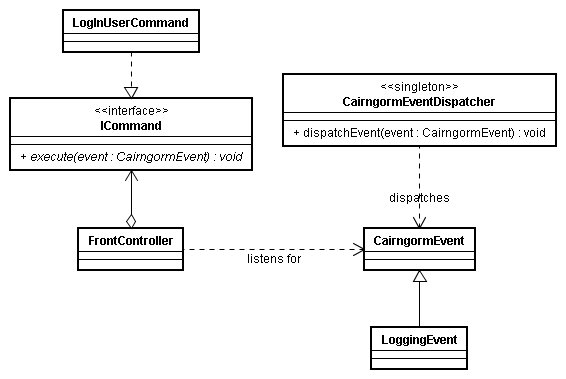 LogInUserCommand
<<interface>>
ICommand
+ execute(event : CairngormEvent) : void
<<singleton>>
CairngormEventDispatcher
+ dispatchEvent(event : CairngormEvent) : void
dispatches
FrontController
listens for
CairngormEvent
LoggingEvent